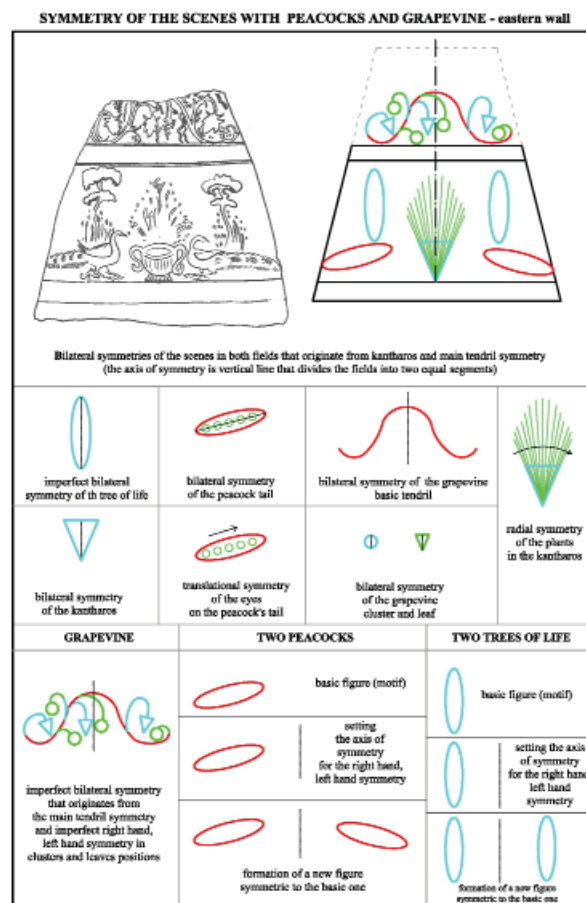 SYMMETRY OF THE SCENES WITH PEACOCKS AND GRAPEVINE - eastern wall
Bilateral symmetries of the scenes in both fields that originate from kantharos and main tendril symmetry
(the axis of symmetry is vertical line that divides the fields into two equal segments)
imperfect bilateral
symmetry of th tree of life
bilateral symmetry
of the peacock tail
bilateral symmetry of the grapevine
basic tendril
radial symmetry
of the plants
in the kantharos
bilateral symmetry
of the kantharos
translational symmetry
of the eyes
on the peacock's tail
bilateral symmetry
of the grapevine
cluster and leaf
GRAPEVINE
imperfect bilateral symmetry
that originates from
the main tendril symmetry
and imperfect right hand,
left hand symmetry in
clusters and leaves positions
TWO PEACOCKS
basic figure (motif)
setting
the axis of
symmetry
for the right hand,
left hand symmetry
formation of a new figure
symmetric to the basic one
TWO TREES OF LIFE
basic figure (motif)
setting the axis
of symmetry
for the right hand,
left hand
symmetry
formation of a new figure
symmetric to the basic one